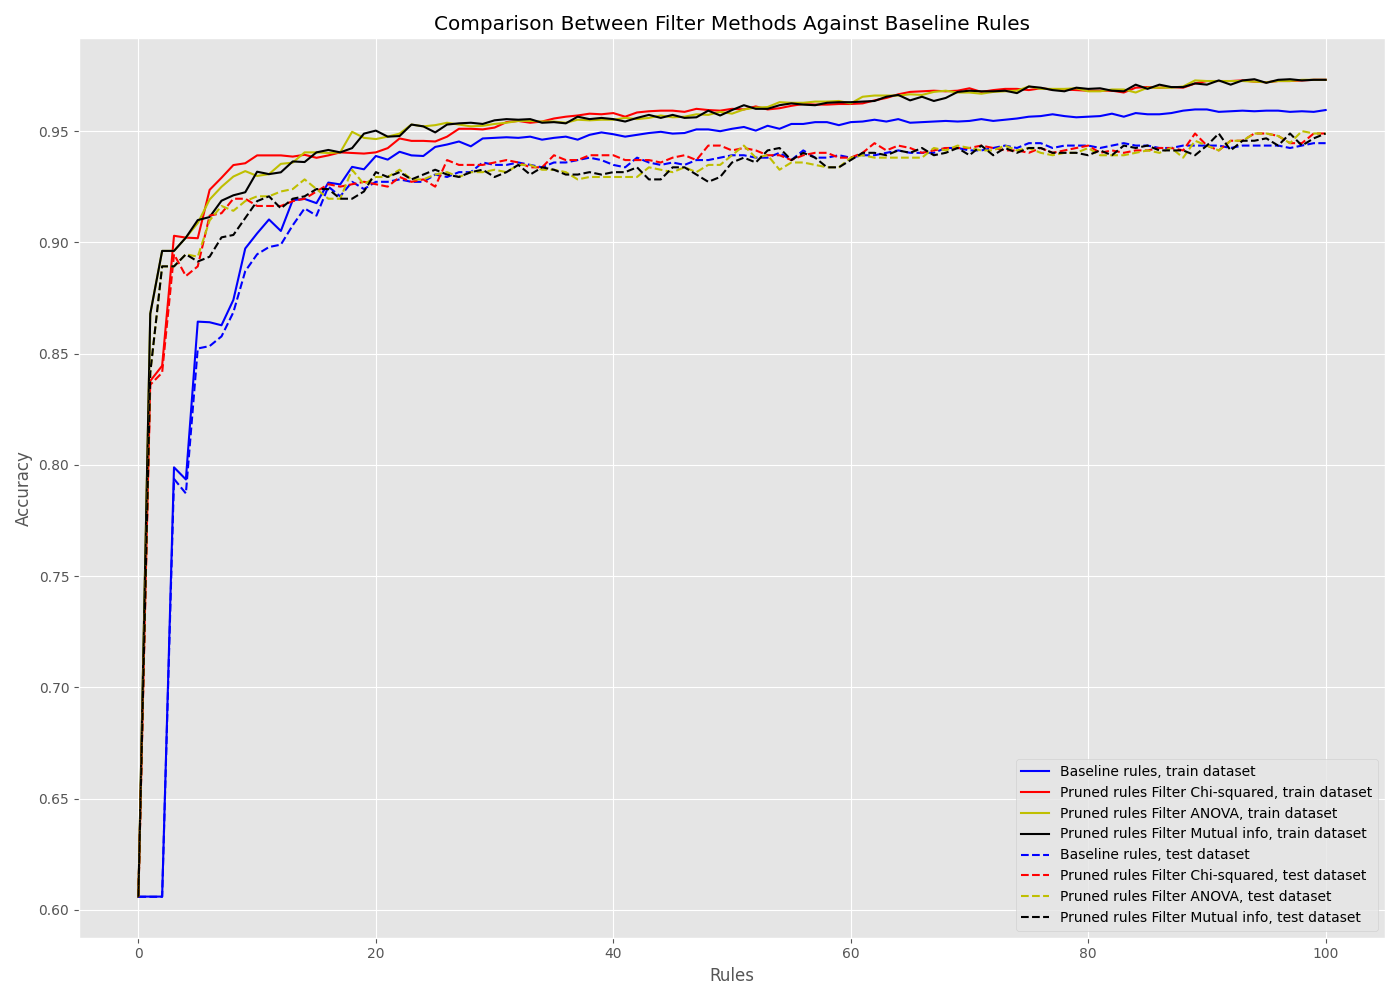 Comparison Between Filter Methods Against Baseline Rules
Accuracy
0.95
0.90
0.85
0.80
0.75
0.70
0.65
0.60
0
20
40
60
80
100
Rules
Baseline rules, train dataset
Pruned rules Filter Chi-squared, train dataset
Pruned rules Filter ANOVA, train dataset
Pruned rules Filter Mutual info, train dataset
Baseline rules, test dataset
Pruned rules Filter Chi-squared, test dataset
Pruned rules Filter ANOVA, test dataset
Pruned rules Filter Mutual info, test dataset